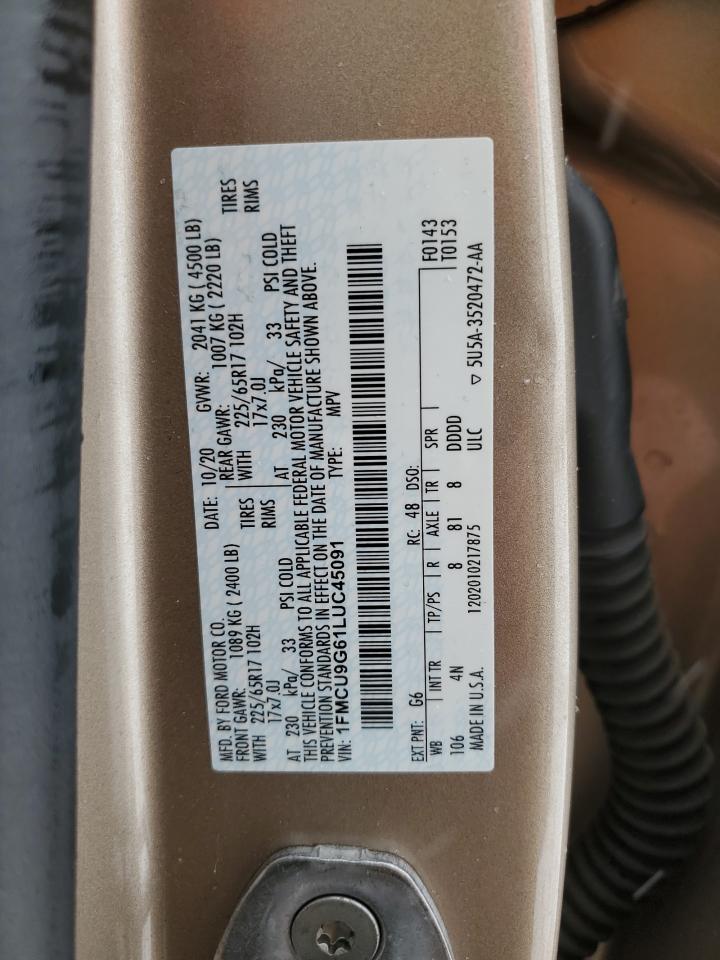 MFD. BY FORD MOTOR CO. DATE: 10/20 GVWR: 2041 KG ( 4500 LB)
FRONT GAWR: 1089 KG ( 2400 LB) REAR GAWR: 1007 KG ( 2220 LB)
WITH 225/65R17 102H TIRES WITH 225/65R17 102H TIRES
17x7.0J RIMS 17x7.0J RIMS
AT 230 kPa/ 33 PSI COLD AT 230 kPa/ 33 PSI COLD
THIS VEHICLE CONFORMS TO ALL APPLICABLE FEDERAL MOTOR VEHICLE SAFETY AND THEFT
PREVENTION STANDARDS IN EFFECT ON THE DATE OF MANUFACTURE SHOWN ABOVE.
VIN: 1FMCU9G61LUC45091 TYPE: MPV
EXT PNT: G6 RC: 48 DSO: F0143
WB INT TR TP/PS R AXLE TR SPR T0153
106 4N 8 81 8 DDDD
MADE IN U.S.A. 1202010217875 ULC ▽ 5U5A-3520472-AA